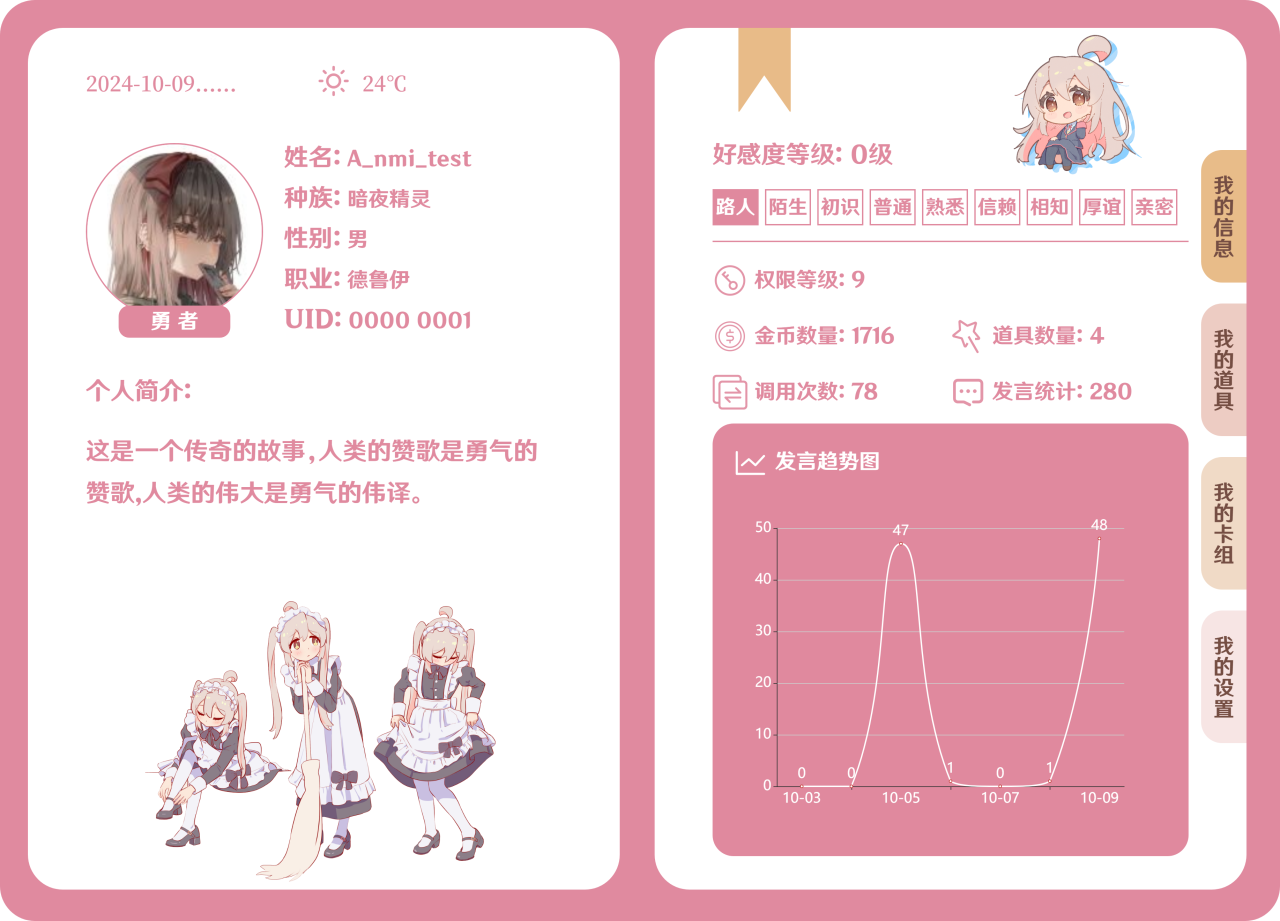 2024-10-09......
24℃
姓名: A_nmi_test
种族: 暗夜精灵
性别: 男
职业: 德鲁伊
UID: 0000 0001
勇 者
个人简介:
这是一个传奇的故事,人类的赞歌是勇气的
赞歌,人类的伟大是勇气的伟译。
好感度等级: 0级
路人 陌生 初识 普通 熟悉 信赖 相知 厚谊 亲密
权限等级: 9
金币数量: 1716
道具数量: 4
调用次数: 78
发言统计: 280
发言趋势图
50
40
30
20
10
0
0 0 47 1 0 1 48
10-03 10-05 10-07 10-09
我的信息
我的道具
我的卡组
我的设置